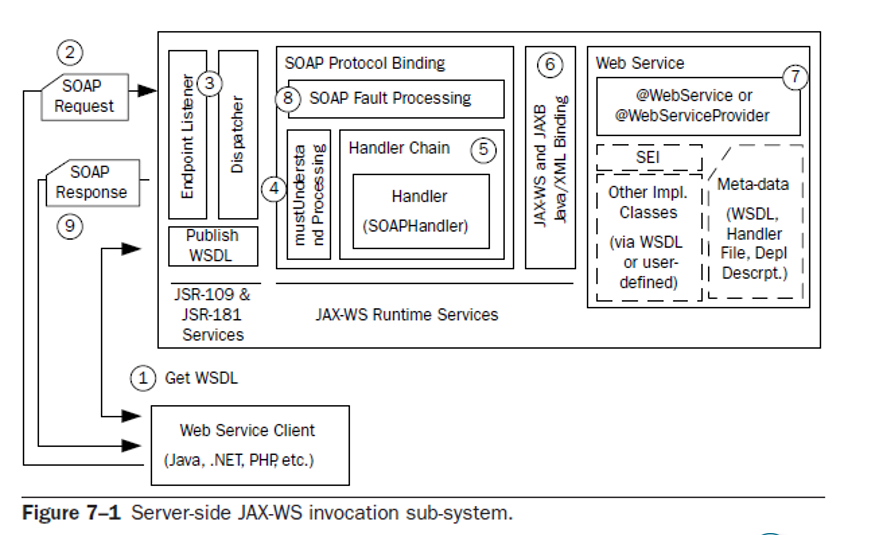 2
SOAP
Request
SOAP
Response
9
Endpoint Listener
3
Dispatcher
Publish
WSDL
JSR-109 &
JSR-181
Services
SOAP Protocol Binding
8
SOAP Fault Processing
4
mustUndersta
nd Processing
Handler Chain
5
Handler
(SOAPHandler)
JAX-WS Runtime Services
6
JAX-WS and JAXB
Java/XML Binding
Web Service
7
@WebService or
@WebServiceProvider
SEI
Other Impl.
Classes
(via WSDL
or user-
defined)
Meta-data
(WSDL,
Handler
File, Depl
Descrpt.)
1 Get WSDL
Web Service Client
(Java, .NET, PHP, etc.)
Figure 7–1 Server-side JAX-WS invocation sub-system.